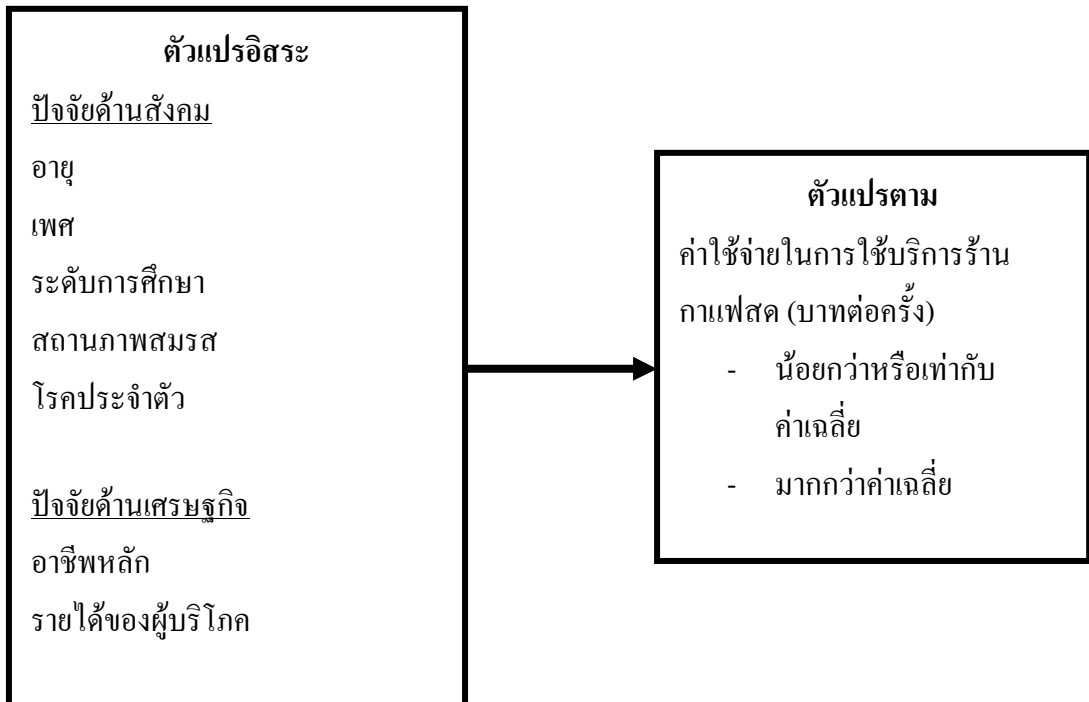 ตัวแปรอิสระ
ปัจจัยด้านสังคม
อายุ
เพศ
ระดับการศึกษา
สถานภาพสมรส
โรคประจำตัว
ปัจจัยด้านเศรษฐกิจ
อาชีพหลัก
รายได้ของผู้บริโภค
ตัวแปรตาม
ค่าใช้จ่ายในการใช้บริการร้าน
กาแฟสด (บาทต่อครั้ง)
- น้อยกว่าหรือเท่ากับ
ค่าเฉลี่ย
- มากกว่าค่าเฉลี่ย